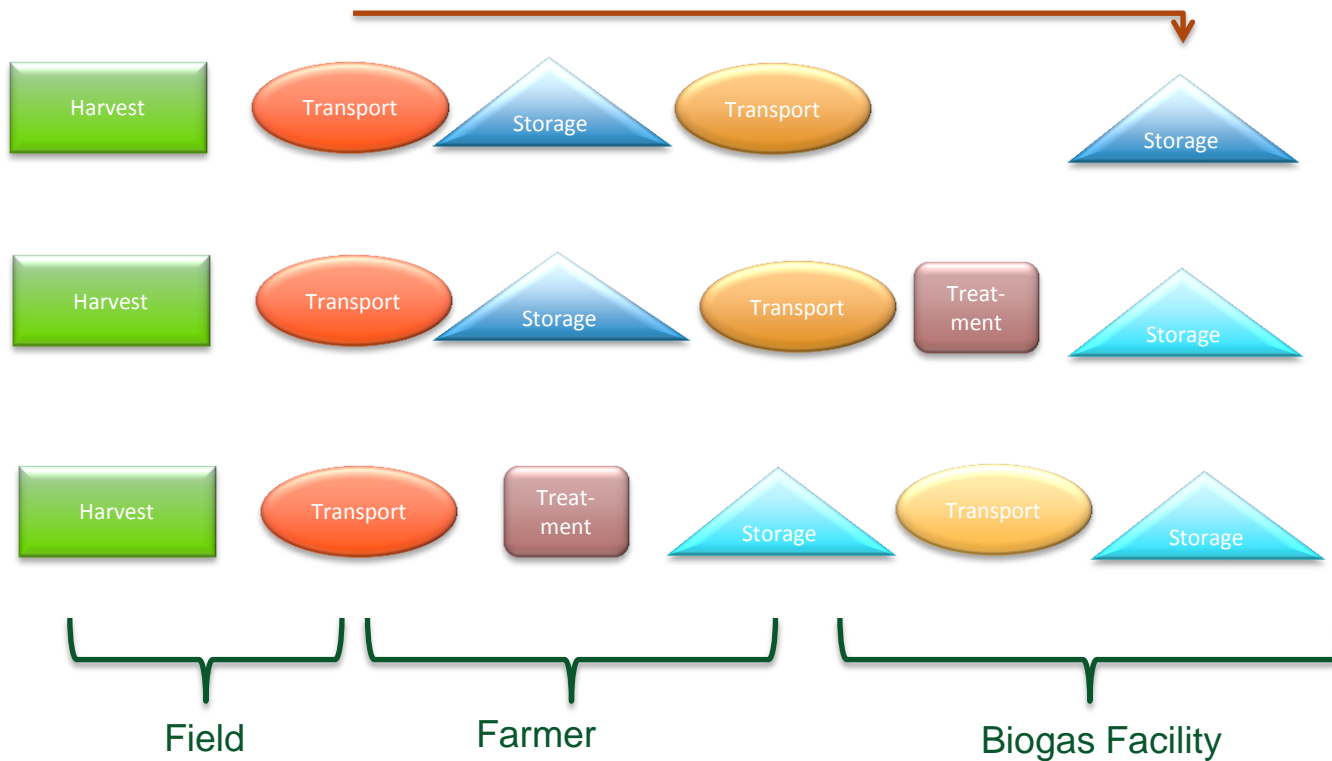 Harvest
Transport
Storage
Transport
Storage
Harvest
Transport
Storage
Transport
Treat-
ment
Storage
Harvest
Transport
Treat-
ment
Storage
Transport
Storage
Field
Farmer
Biogas Facility